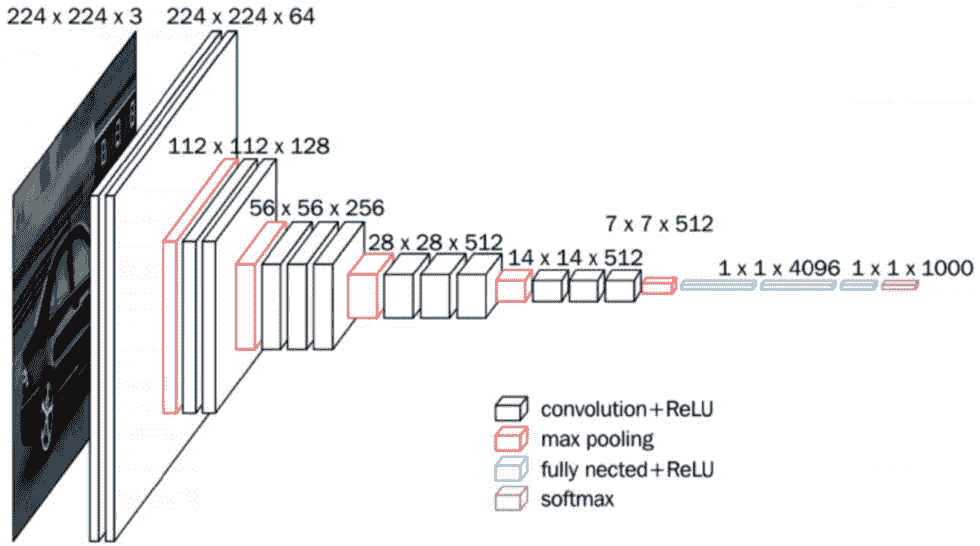 224 x 224 x 3
224 x 224 x 64
112 x 112 x 128
56 x 56 x 256
28 x 28 x 512
14 x 14 x 512
7 x 7 x 512
1 x 1 x 4096
1 x 1 x 1000
convolution+ReLU
max pooling
fully nected+ReLU
softmax